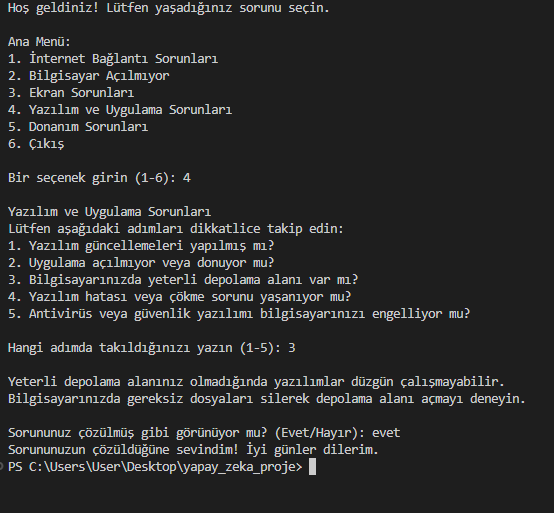 Hoş geldiniz! Lütfen yaşadığınız sorunu seçin.
Ana Menü:
1. İnternet Bağlantı Sorunları
2. Bilgisayar Açılmıyor
3. Ekran Sorunları
4. Yazılım ve Uygulama Sorunları
5. Donanım Sorunları
6. Çıkış
Bir seçenek girin (1-6): 4
Yazılım ve Uygulama Sorunları
Lütfen aşağıdaki adımları dikkatlice takip edin:
1. Yazılım güncellemeleri yapılmış mı?
2. Uygulama açılmıyor veya donuyor mu?
3. Bilgisayarınızda yeterli depolama alanı var mı?
4. Yazılım hatası veya çökme sorunu yaşanıyor mu?
5. Antivirüs veya güvenlik yazılımı bilgisayarınızı engelliyor mu?
Hangi adımda takıldığınızı yazın (1-5): 3
Yeterli depolama alanınız olmadığında yazılımlar düzgün çalışmayabilir.
Bilgisayarınızda gereksiz dosyaları silerek depolama alanı açmayı deneyin.
Sorununuz çözülmüş gibi görünüyor mu? (Evet/Hayır): evet
Sorununuzun çözüldüğüne sevindim! İyi günler dilerim.
PS C:\Users\User\Desktop\yapay_zeka_proje>